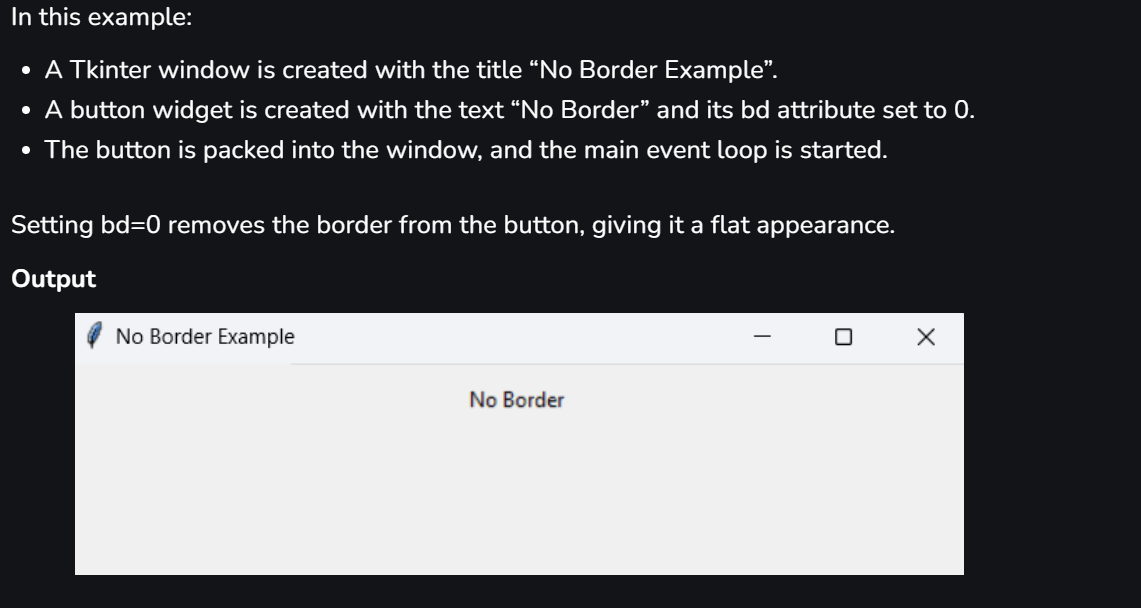 In this example:
• A Tkinter window is created with the title “No Border Example”.
• A button widget is created with the text “No Border” and its bd attribute set to 0.
• The button is packed into the window, and the main event loop is started.
Setting bd=0 removes the border from the button, giving it a flat appearance.
Output
No Border Example
No Border